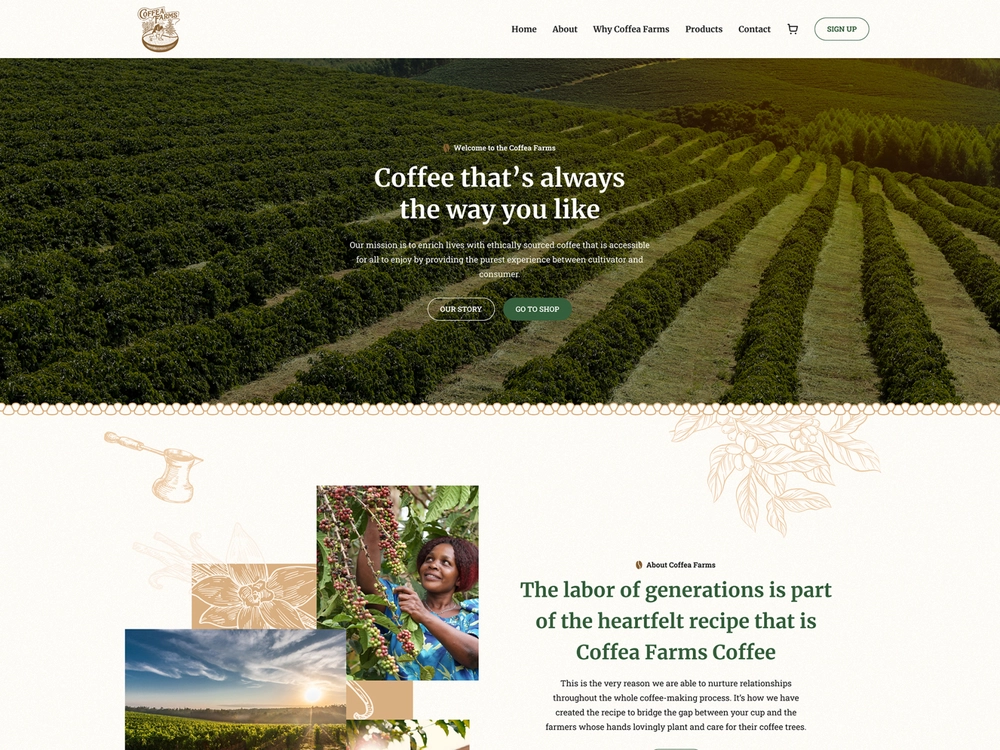 COFFEA
FARMS
Home About Why Coffea Farms Products Contact SIGN UP
Welcome to the Coffea Farms
Coffee that’s always
the way you like
Our mission is to enrich lives with ethically sourced coffee that is accessible
for all to enjoy by providing the purest experience between cultivator and
consumer.
OUR STORY GO TO SHOP
About Coffea Farms
The labor of generations is part
of the heartfelt recipe that is
Coffea Farms Coffee
This is the very reason we are able to nurture relationships
throughout the whole coffee-making process. It’s how we have
created the recipe to bridge the gap between your cup and the
farmers whose hands lovingly plant and care for their coffee trees.